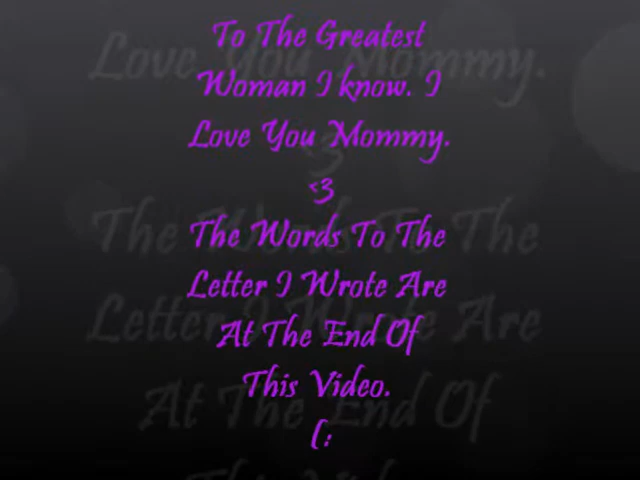 To The Greatest
Woman I know. I
Love You Mommy.
<3
The Words To The
Letter I Wrote Are
At The End Of
This Video.
(: